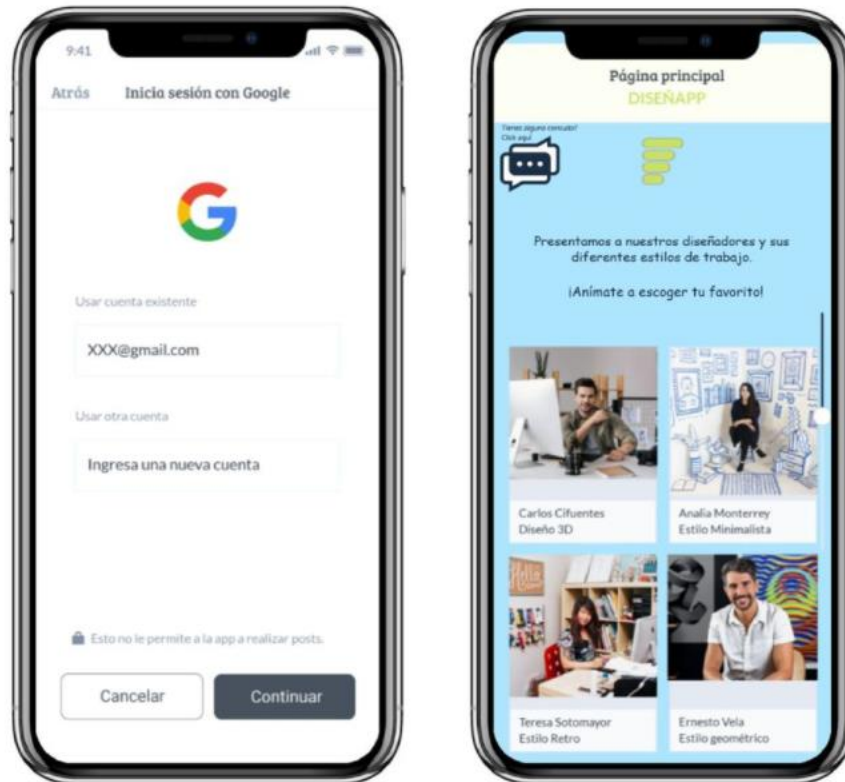 9:41
Atrás Inicia sesión con Google
Usar cuenta existente
XXX@gmail.com
Usar otra cuenta
Ingresa una nueva cuenta
Esto no le permite a la app a realizar posts.
Cancelar Continuar
Página principal
DISEÑAPP
Click aquí
Presentamos a nuestros diseñadores y sus
diferentes estilos de trabajo.
¡Anímate a escoger tu favorito!
Carlos Cifuentes
Diseño 3D
Analia Monterrey
Estilo Minimalista
Teresa Sotomayor
Estilo Retro
Ernesto Vela
Estilo geométrico